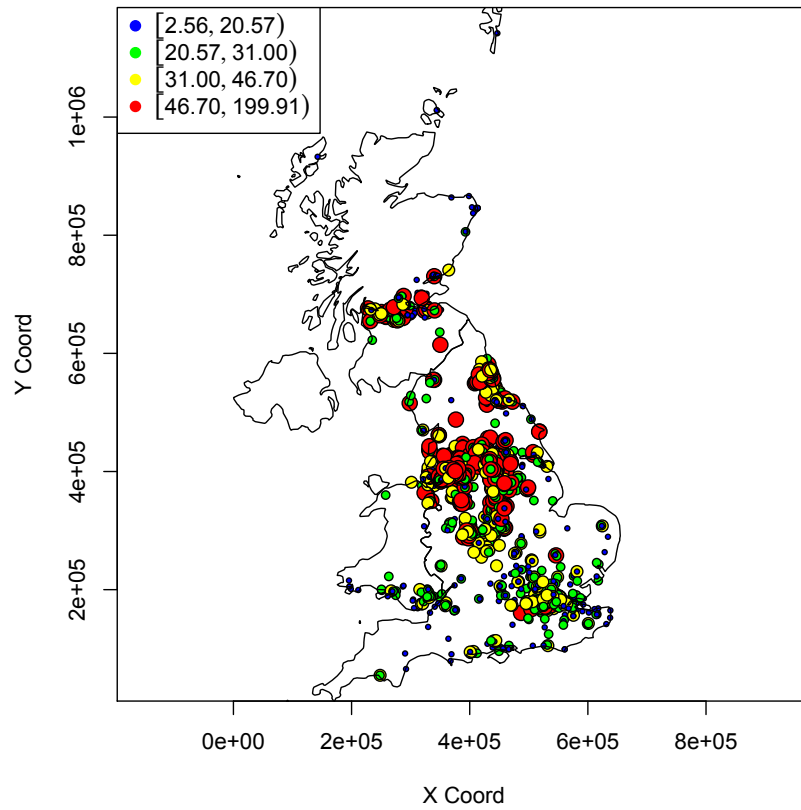 [2.56, 20.57)
[20.57, 31.00)
[31.00, 46.70)
[46.70, 199.91)
Y Coord
1e+06
8e+05
6e+05
4e+05
2e+05
0e+00 2e+05 4e+05 6e+05 8e+05
X Coord